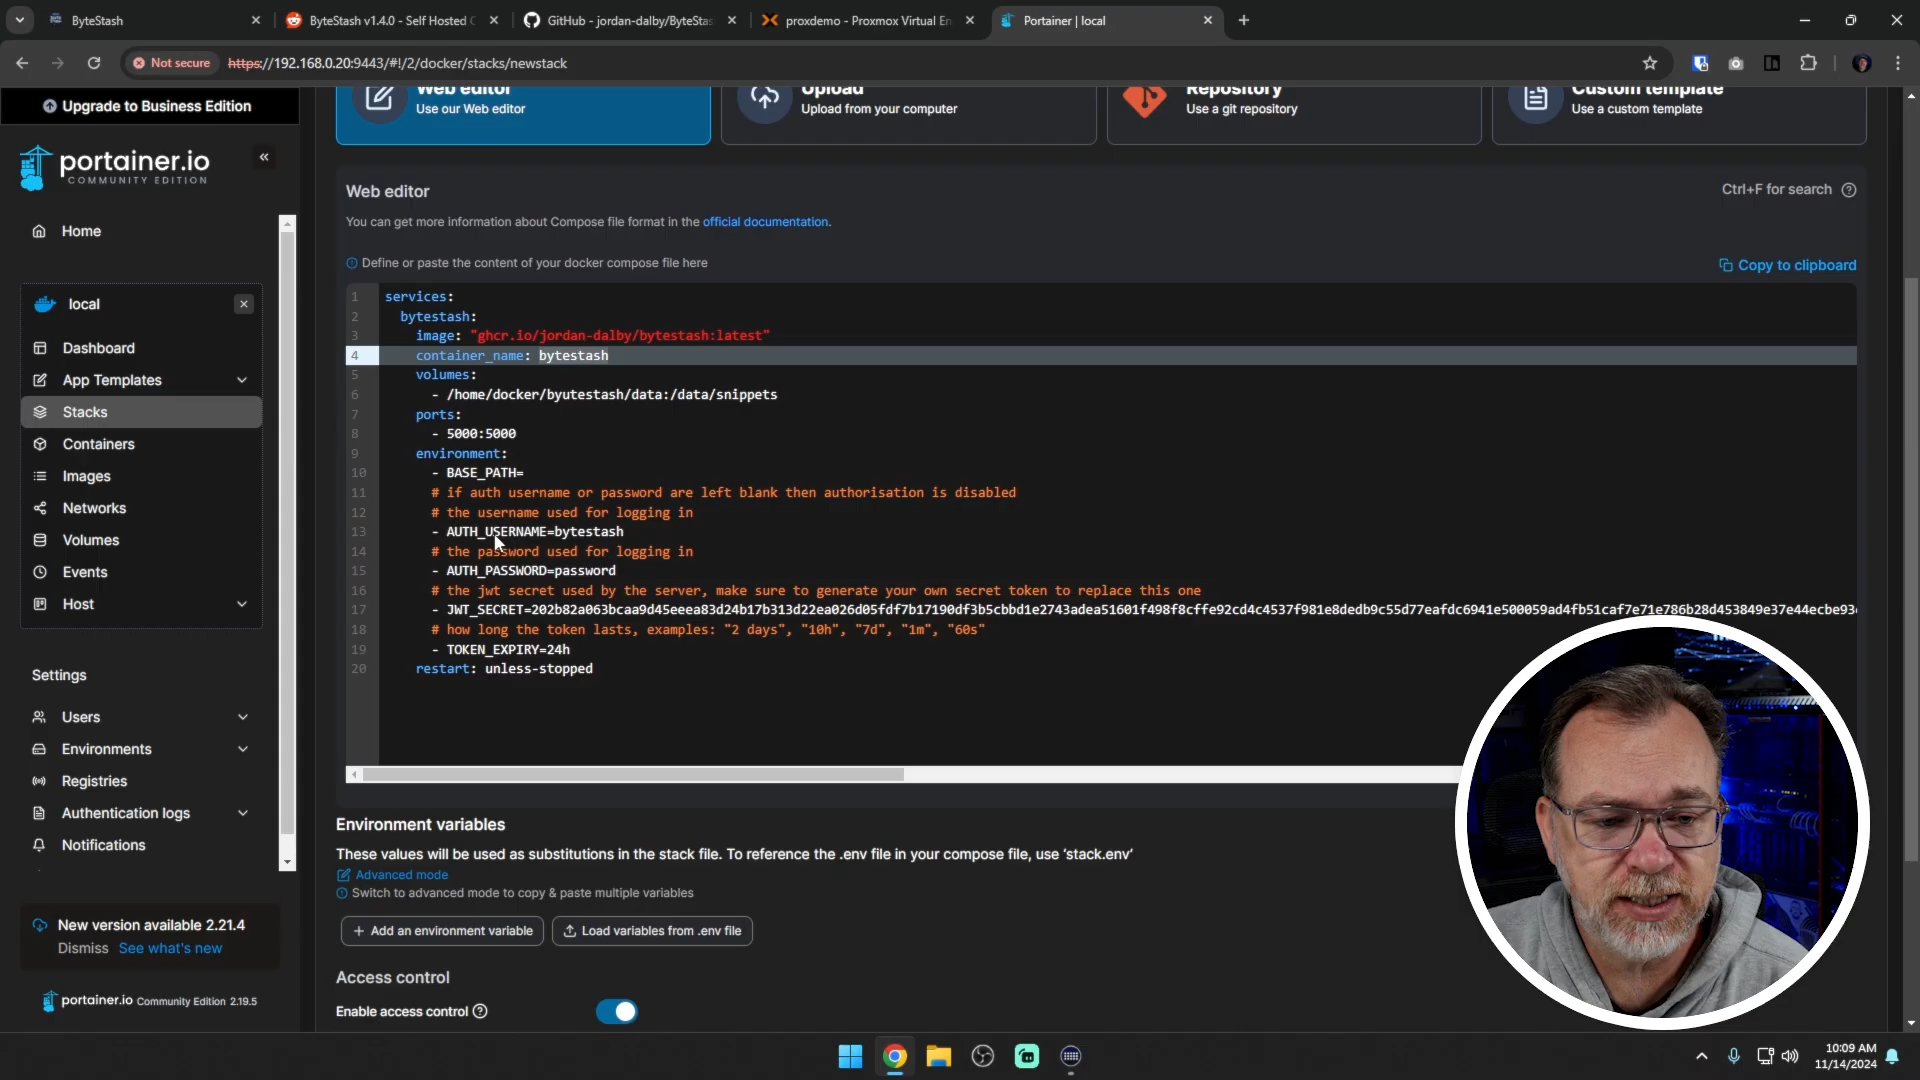 ByteStash
ByteStash v1.4.0 - Self Hosted
GitHub - jordan-dalby/ByteStas
proxdemo - Proxmox Virtual En
Portainer | local
Not secure
https://192.168.0.20:9443/#!/2/docker/stacks/newstack
Upgrade to Business Edition
portainer.io
COMMUNITY EDITION
Home
local
Dashboard
App Templates
Stacks
Containers
Images
Networks
Volumes
Events
Host
Settings
Users
Environments
Registries
Authentication logs
Notifications
New version available 2.21.4
Dismiss See what's new
portainer.io Community Edition 2.19.5
Web editor
Use our Web editor
Upload
Upload from your computer
Repository
Use a git repository
Custom template
Use a custom template
Web editor
Ctrl+F for search
You can get more information about Compose file format in the official documentation.
Define or paste the content of your docker compose file here
Copy to clipboard
1 services:
2 bytestash:
3 image: "ghcr.io/jordan-dalby/bytestash:latest"
4 container_name: bytestash
5 volumes:
6 - /home/docker/byutestash/data:/data/snippets
7 ports:
8 - 5000:5000
9 environment:
10 - BASE_PATH=
11 # if auth username or password are left blank then authorisation is disabled
12 # the username used for logging in
13 - AUTH_USERNAME=bytestash
14 # the password used for logging in
15 - AUTH_PASSWORD=password
16 # the jwt secret used by the server, make sure to generate your own secret token to replace this one
17 - JWT_SECRET=202b82a063bcaa9d45eeea83d24b17b313d22ea026d05fdf7b17190df3b5cbbd1e2743adea51601f498f8cffe92cd4c4537f981e8dedb9c55d77eafdc6941e500059ad4fb51caf7e71e786b28d453849e37e44ecbe93
18 # how long the token lasts, examples: "2 days", "10h", "7d", "1m", "60s"
19 - TOKEN_EXPIRY=24h
20 restart: unless-stopped
Environment variables
These values will be used as substitutions in the stack file. To reference the .env file in your compose file, use 'stack.env'
Advanced mode
Switch to advanced mode to copy & paste multiple variables
+ Add an environment variable
Load variables from .env file
Access control
Enable access control
10:09 AM
11/14/2024